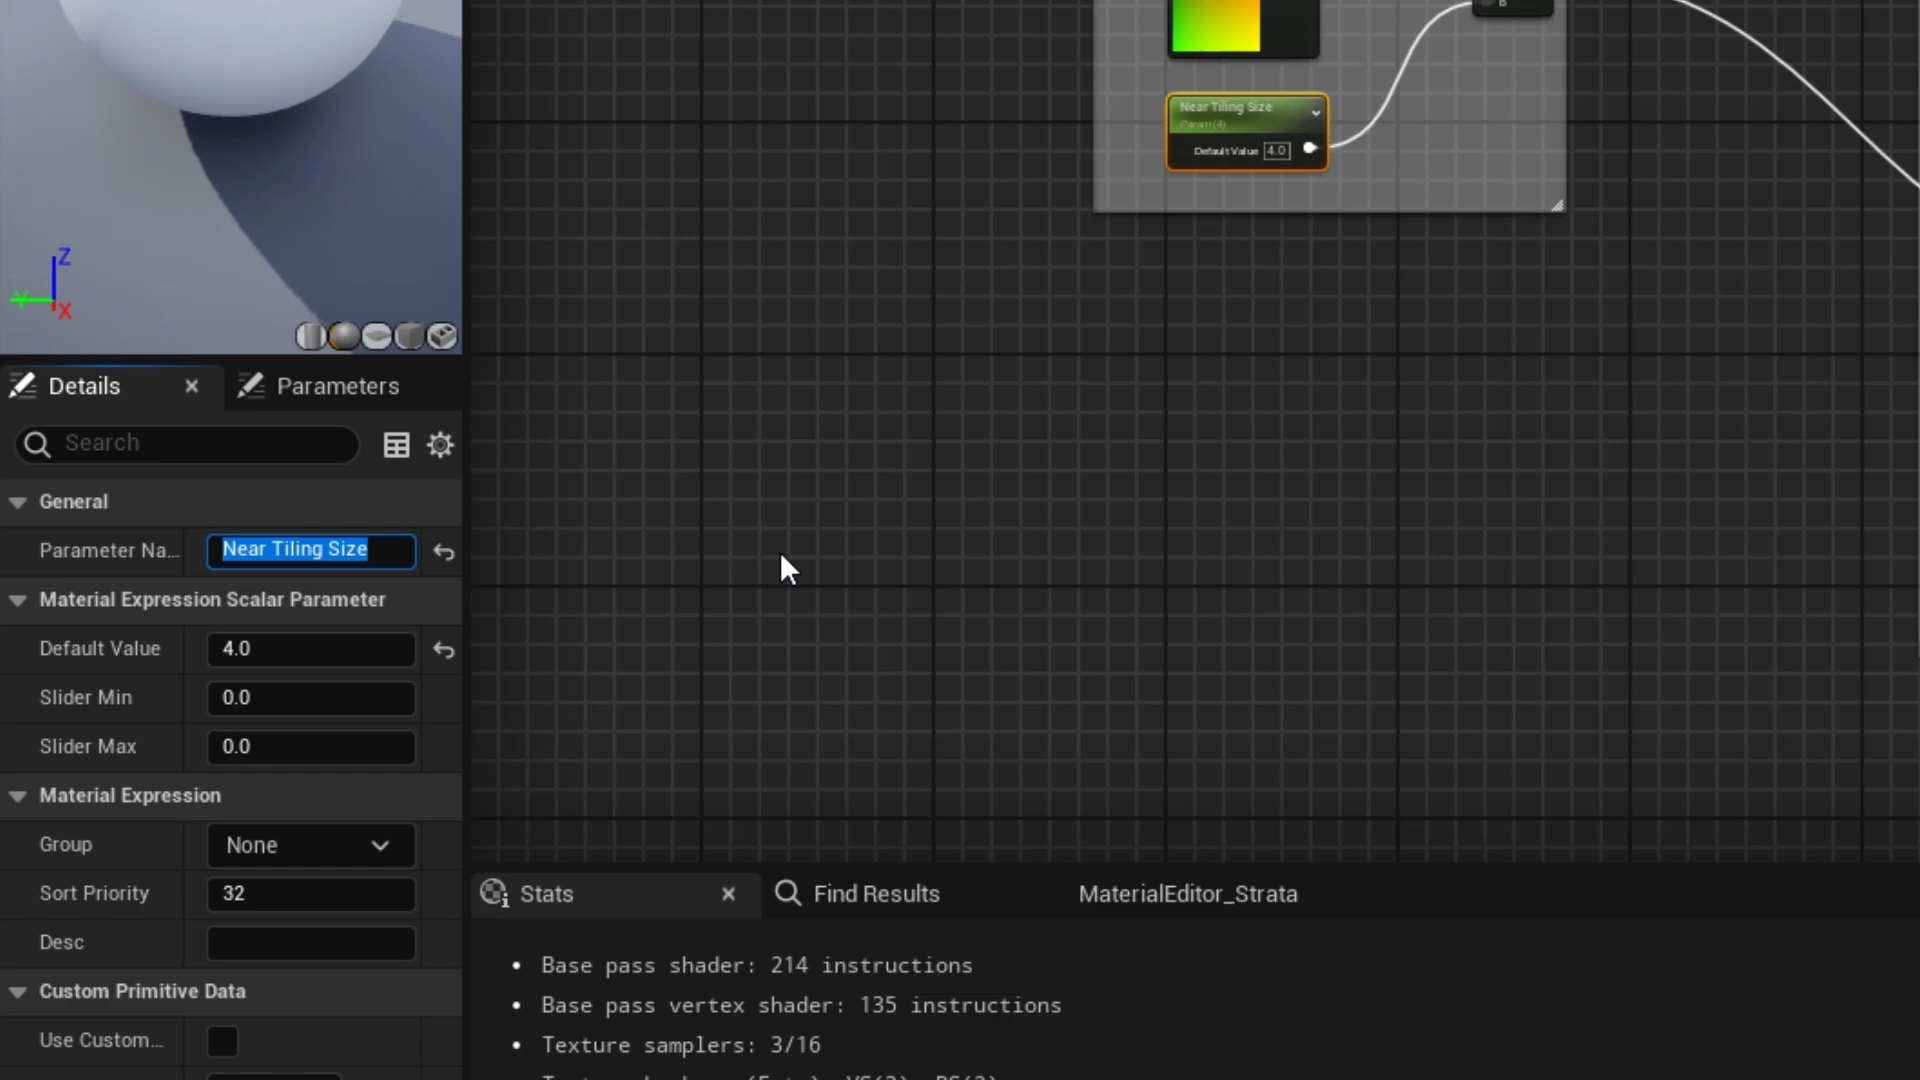 B
Near Tiling Size
Param (4)
Default Value 4.0
Z
Y
X
Details
Parameters
Search
General
Parameter Na...
Near Tiling Size
Material Expression Scalar Parameter
Default Value
4.0
Slider Min
0.0
Slider Max
0.0
Material Expression
Group
None
Sort Priority
32
Desc
Custom Primitive Data
Use Custom...
Stats
Find Results
MaterialEditor_Strata
• Base pass shader: 214 instructions
• Base pass vertex shader: 135 instructions
• Texture samplers: 3/16